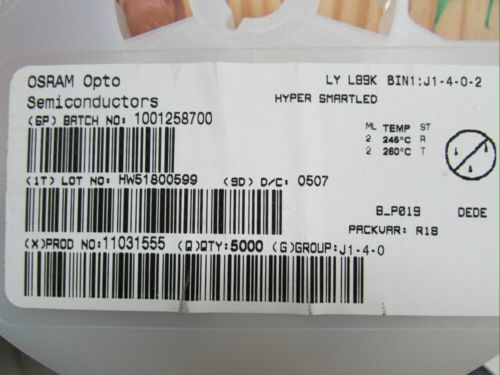 OSRAM Opto
Semiconductors
LY L89K BIN1:J1-4-0-2
HYPER SMARTLED
(6P) BATCH NO: 1001258700
ML TEMP ST
2 245°C R
2 260°C T
(1T) LOT NO: HW51800599 (9D) D/C: 0507
B_P019 DEDE
PACKVAR: R18
(X)PROD NO:11031555 (Q)QTY:5000 (G)GROUP:J1-4-0